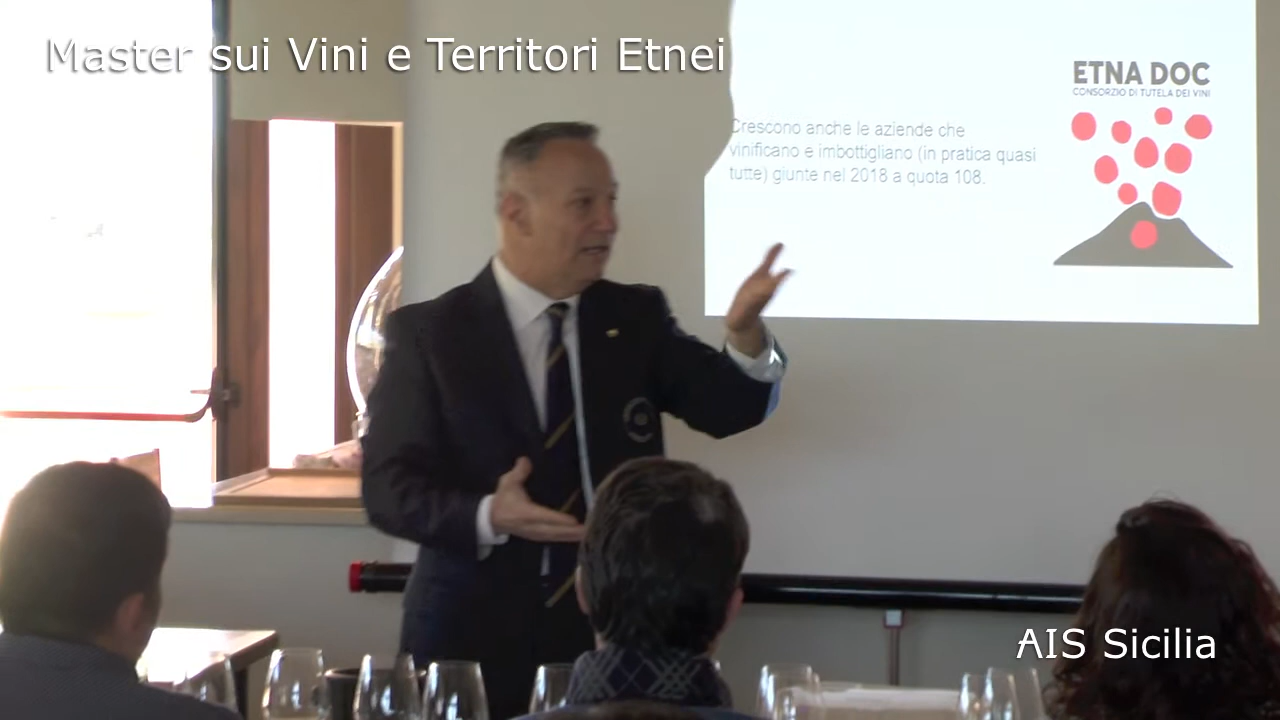 Master sui Vini e Territori Etnei
ETNA DOC
CONSORZIO DI TUTELA DEI VINI
Crescono anche le aziende che
vinificano e imbottigliano (in pratica quasi
tutte) giunte nel 2018 a quota 108.
AIS Sicilia